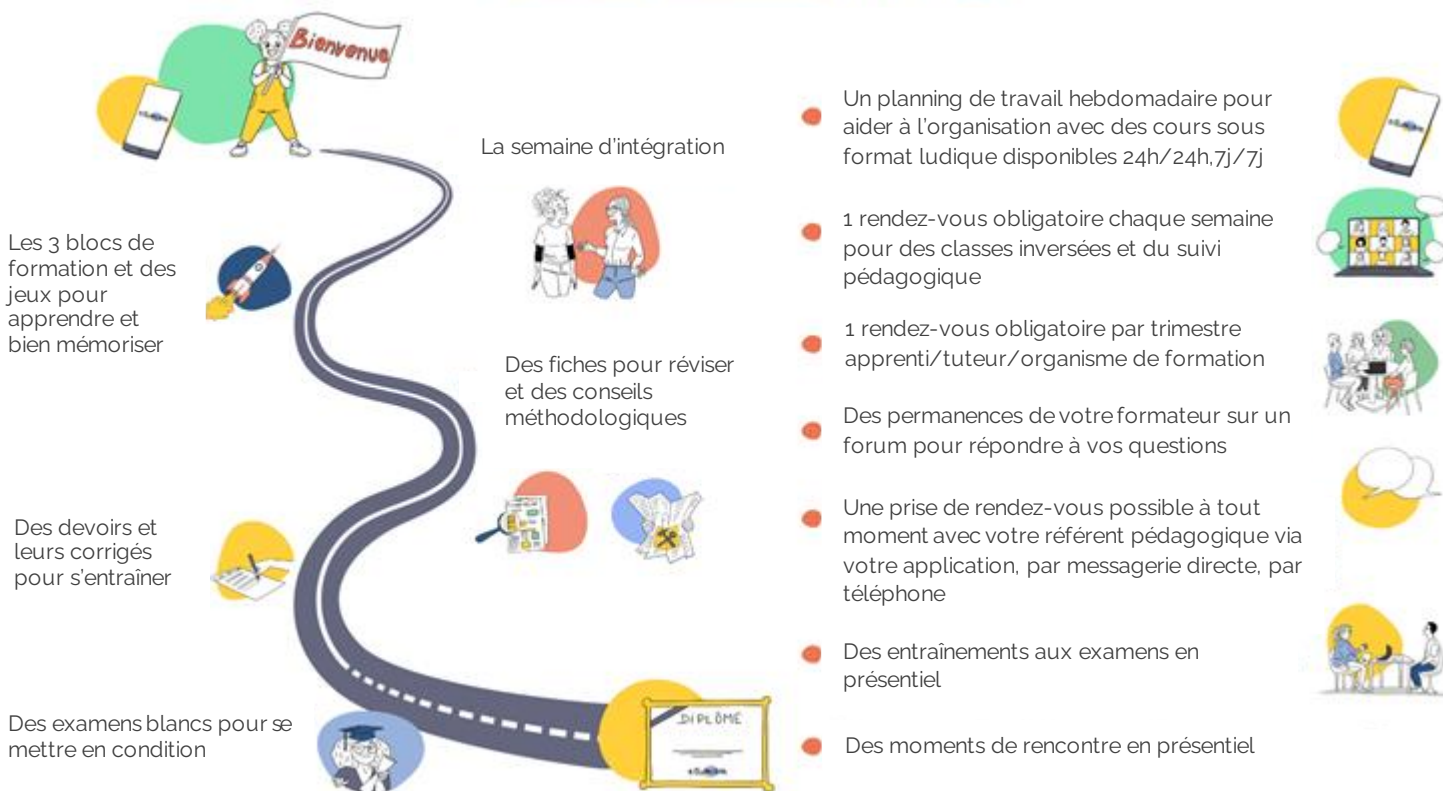 Bienvenue
La semaine d'intégration
Les 3 blocs de
formation et des
jeux pour
apprendre et
bien mémoriser
Des fiches pour réviser
et des conseils
méthodologiques
Des devoirs et
leurs corrigés
pour s'entraîner
Des examens blancs pour se
mettre en condition
DIPLÔME
Un planning de travail hebdomadaire pour
aider à l'organisation avec des cours sous
format ludique disponibles 24h/24h,7j/7j
1 rendez-vous obligatoire chaque semaine
pour des classes inversées et du suivi
pédagogique
1 rendez-vous obligatoire par trimestre
apprenti/tuteur/organisme de formation
Des permanences de votre formateur sur un
forum pour répondre à vos questions
Une prise de rendez-vous possible à tout
moment avec votre référent pédagogique via
votre application, par messagerie directe, par
téléphone
Des entraînements aux examens en
présentiel
Des moments de rencontre en présentiel